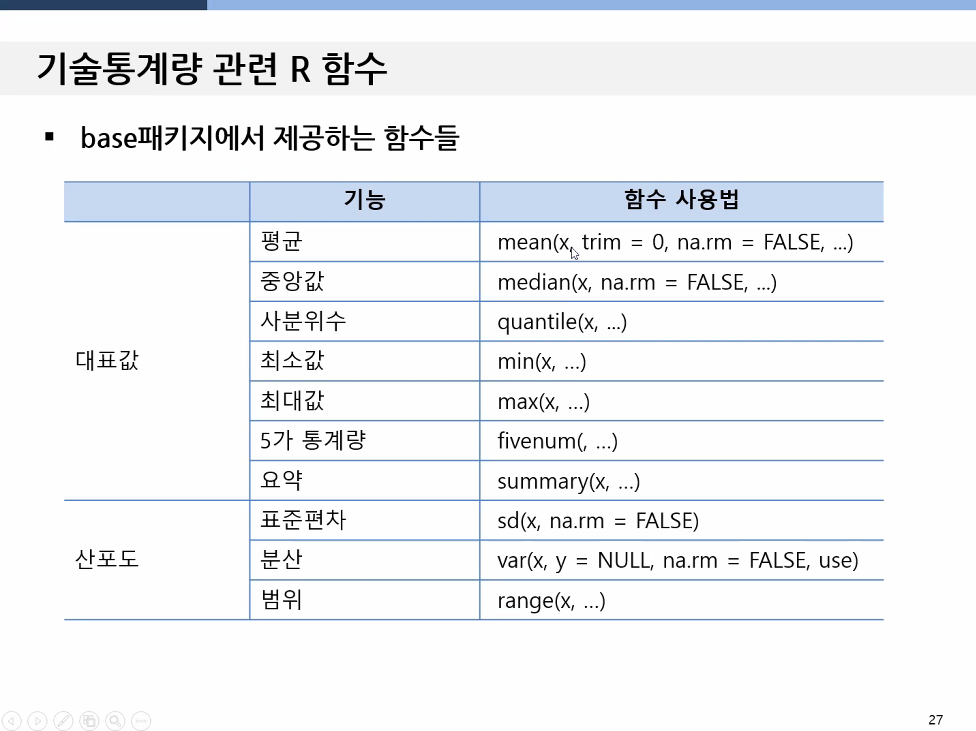 기술통계량 관련 R 함수
▪ base패키지에서 제공하는 함수들
기능 함수 사용법
대표값
평균 mean(x, trim = 0, na.rm = FALSE, ...)
중앙값 median(x, na.rm = FALSE, ...)
사분위수 quantile(x, ...)
최소값 min(x, ...)
최대값 max(x, ...)
5가 통계량 fivenum(, ...)
요약 summary(x, ...)
산포도
표준편차 sd(x, na.rm = FALSE)
분산 var(x, y = NULL, na.rm = FALSE, use)
범위 range(x, ...)
27